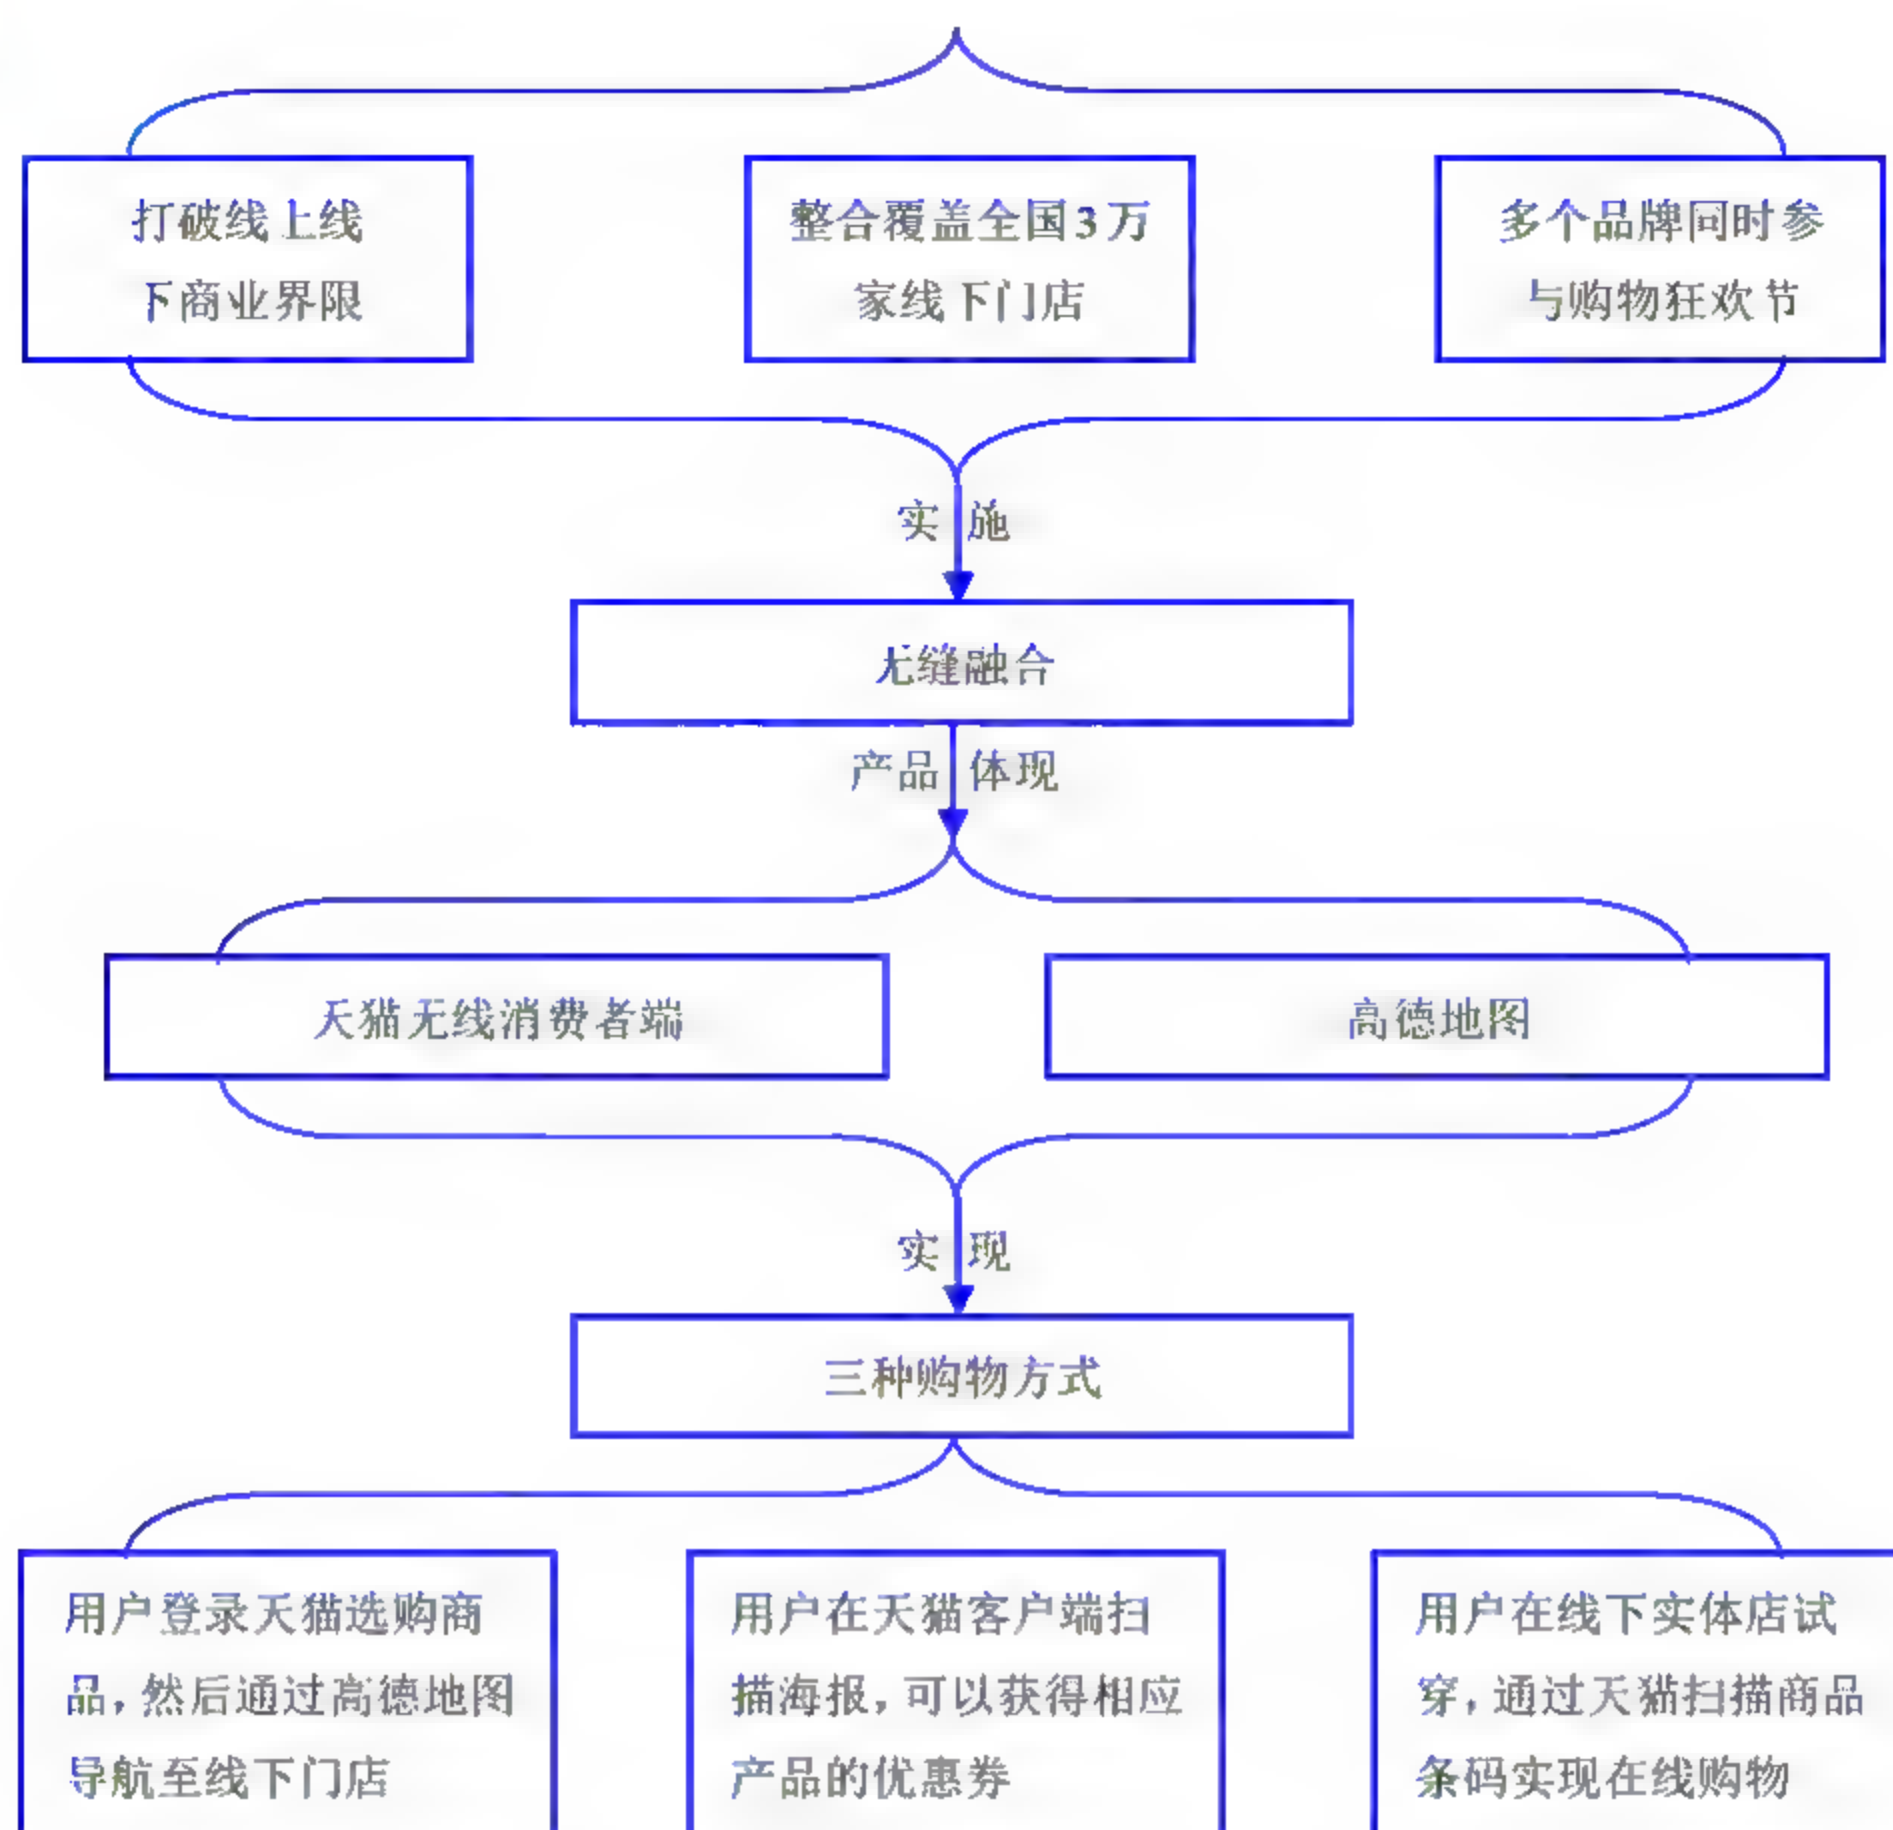 打破线上线
下商业界限
整合覆盖全国3万
家线下门店
多个品牌同时参
与购物狂欢节
实施
无缝融合
产品体现
天猫无线消费者端
高德地图
实现
三种购物方式
用户登录天猫选购商
品,然后通过高德地图
导航至线下门店
用户在天猫客户端扫
描海报,可以获得相应
产品的优惠券
用户在线下实体店试
穿,通过天猫扫描商品
条码实现在线购物